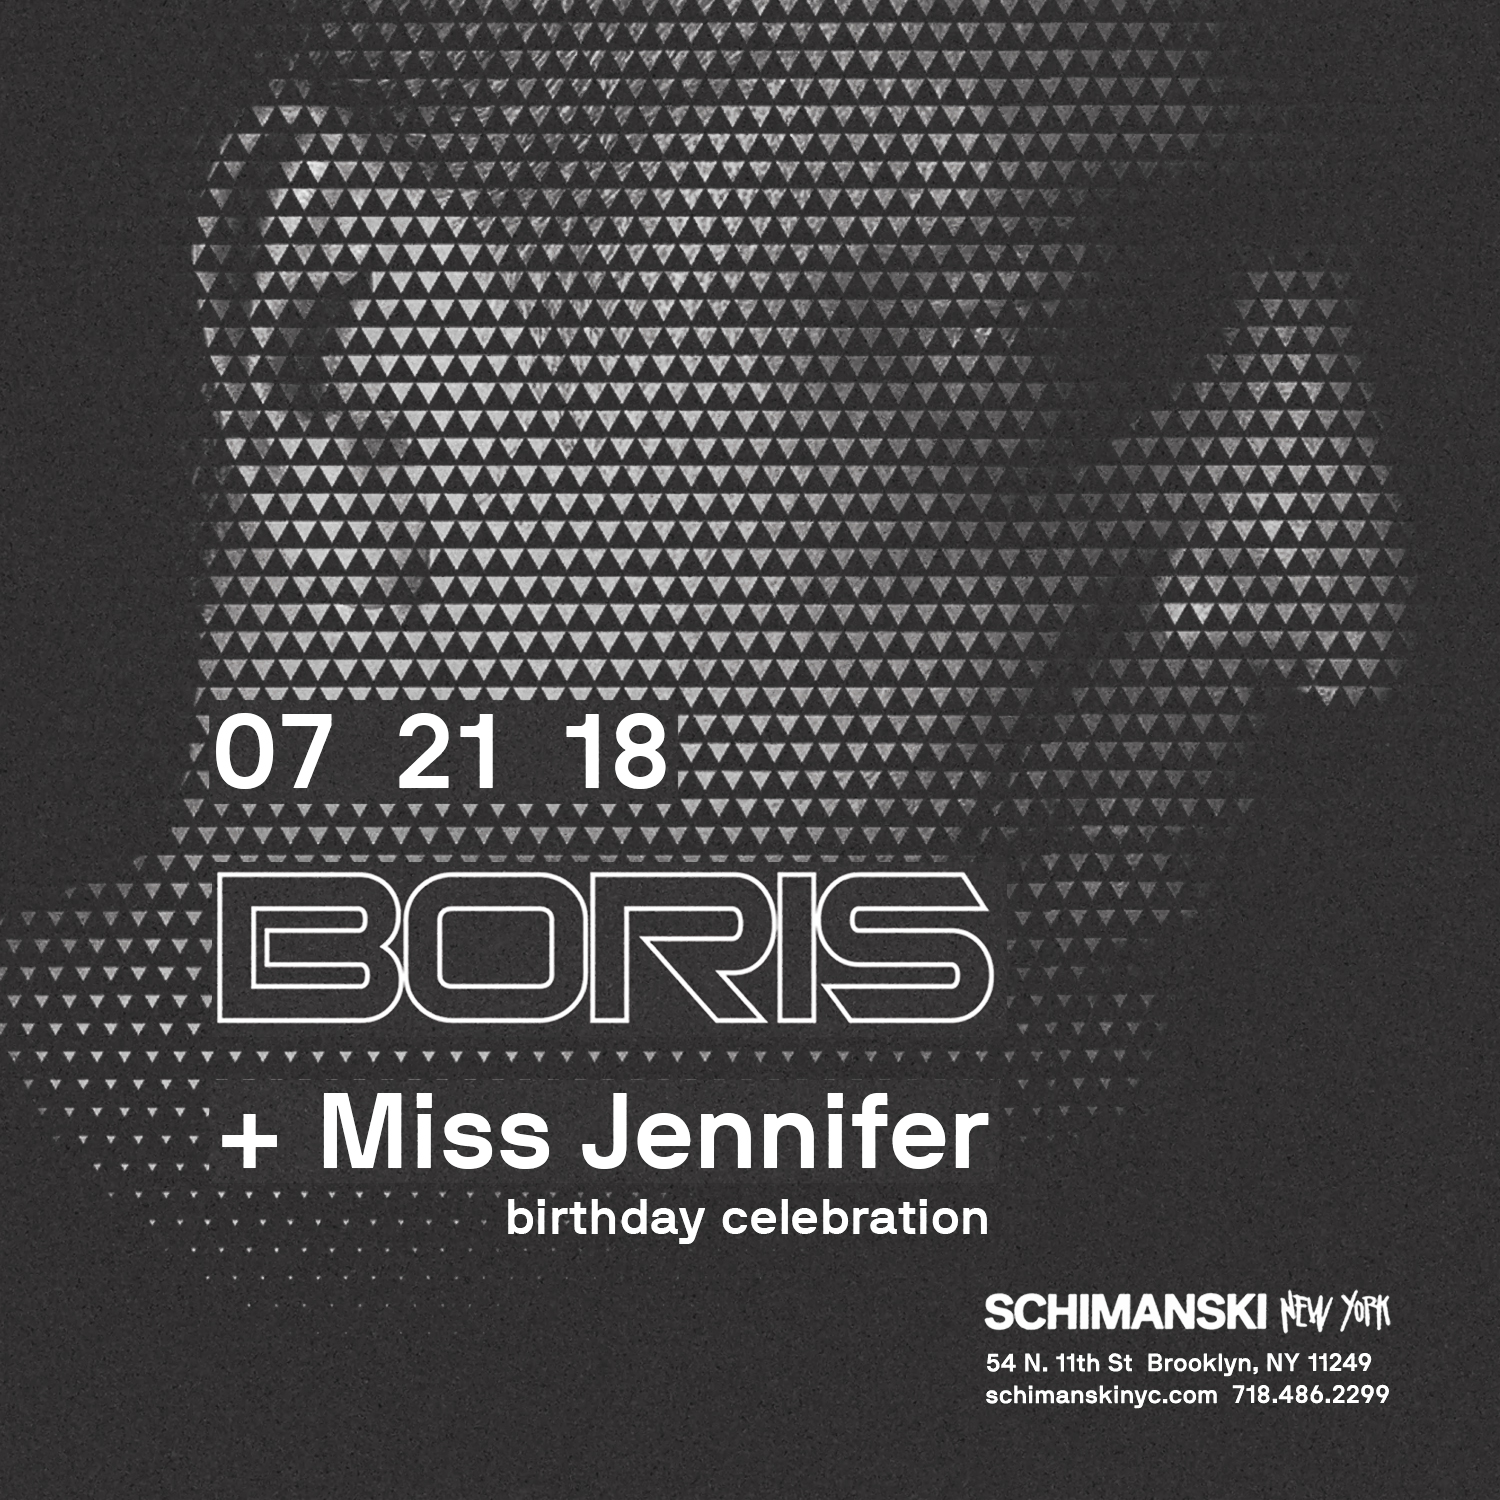 07 21 18
BORIS
+ Miss Jennifer
birthday celebration
SCHIMANSKI NEW YORK
54 N. 11th St Brooklyn, NY 11249
schimanskinyc.com 718.486.2299